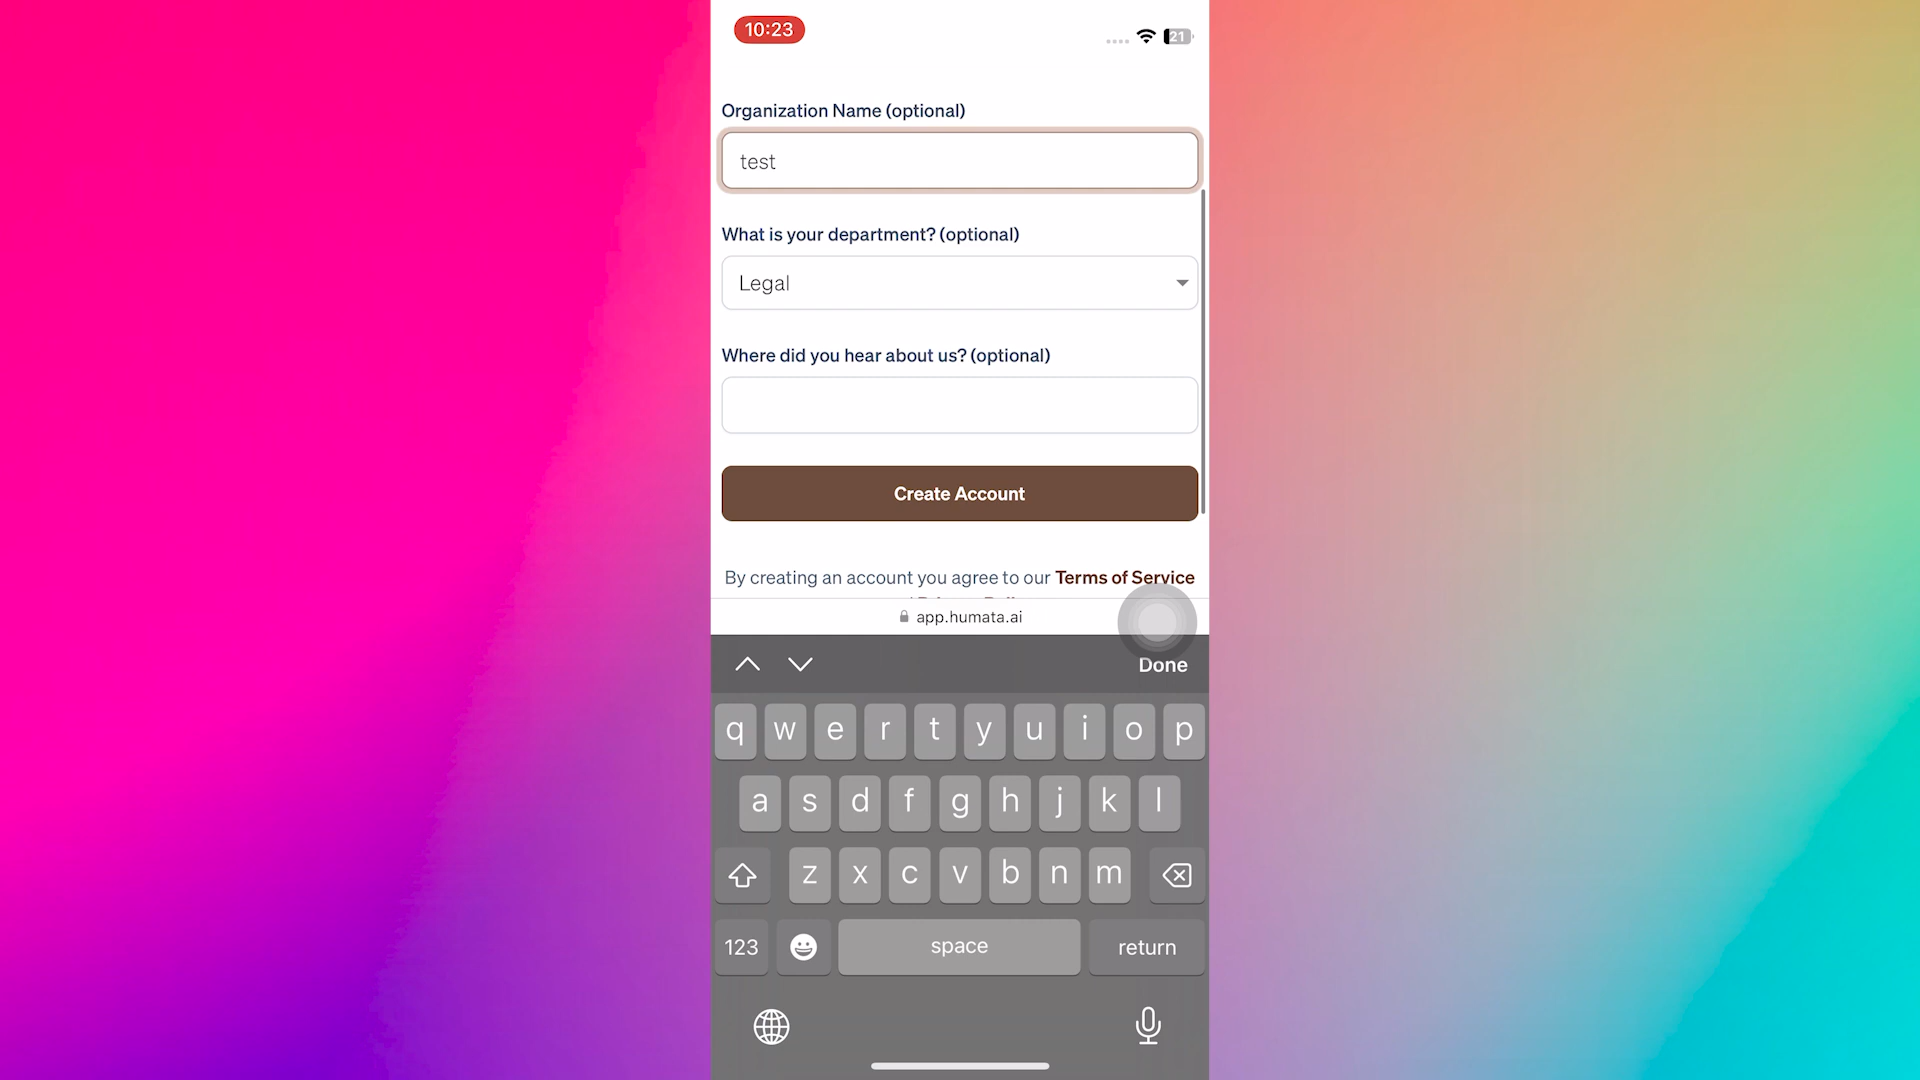 10:23
21
Organization Name (optional)
test
What is your department? (optional)
Legal
Where did you hear about us? (optional)
Create Account
By creating an account you agree to our Terms of Service
app.humata.ai
Done
q w e r t y u i o p
a s d f g h j k l
z x c v b n m
123 space return